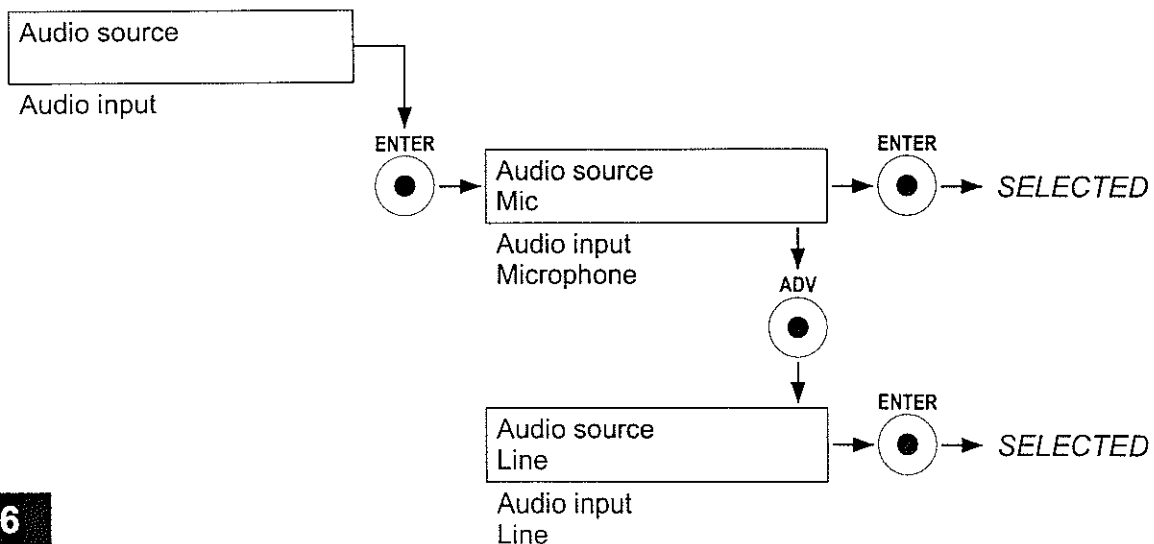 Audio source
Audio input
ENTER
Audio source
Mic
ENTER
SELECTED
Audio input
Microphone
ADV
Audio source
Line
ENTER
SELECTED
Audio input
Line
6